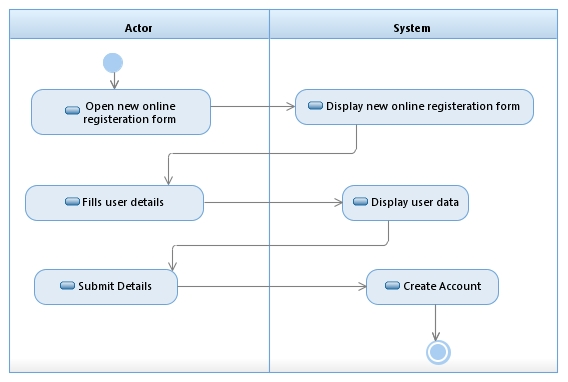 Actor
System
Open new online
registeration form
Display new online registeration form
Fills user details
Display user data
Submit Details
Create Account